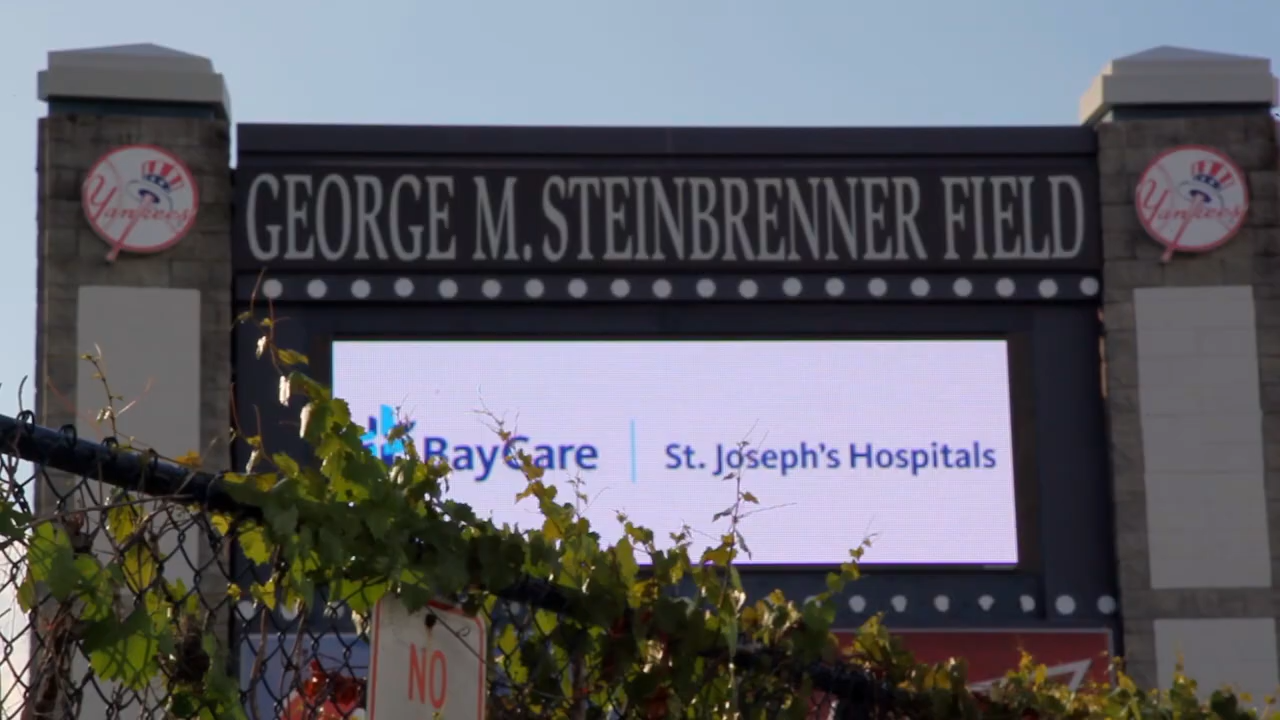 Yankees
Yankees
GEORGE M. STEINBRENNER FIELD
BayCare
St. Joseph's Hospitals
NO